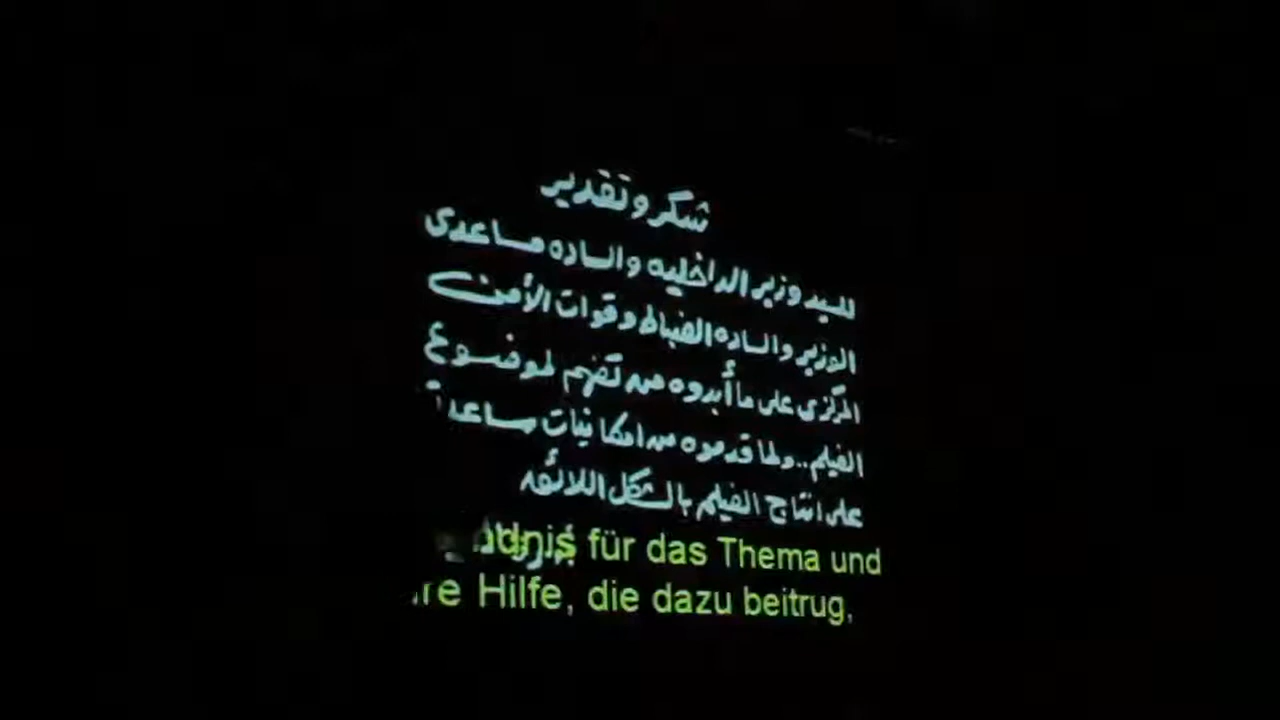 شكر وتقدير
للسيد وزير الداخليه والساده مساعدى
الوزير والساده الضباط وقوات الأمن
المركزى على ما أبدوه من تفهم لموضوع
الفيلم.. ولما قدموه من امكانيات ساعدت
على انتاج الفيلم بالشكل اللائق
für das Thema und
Hilfe, die dazu beitrug,